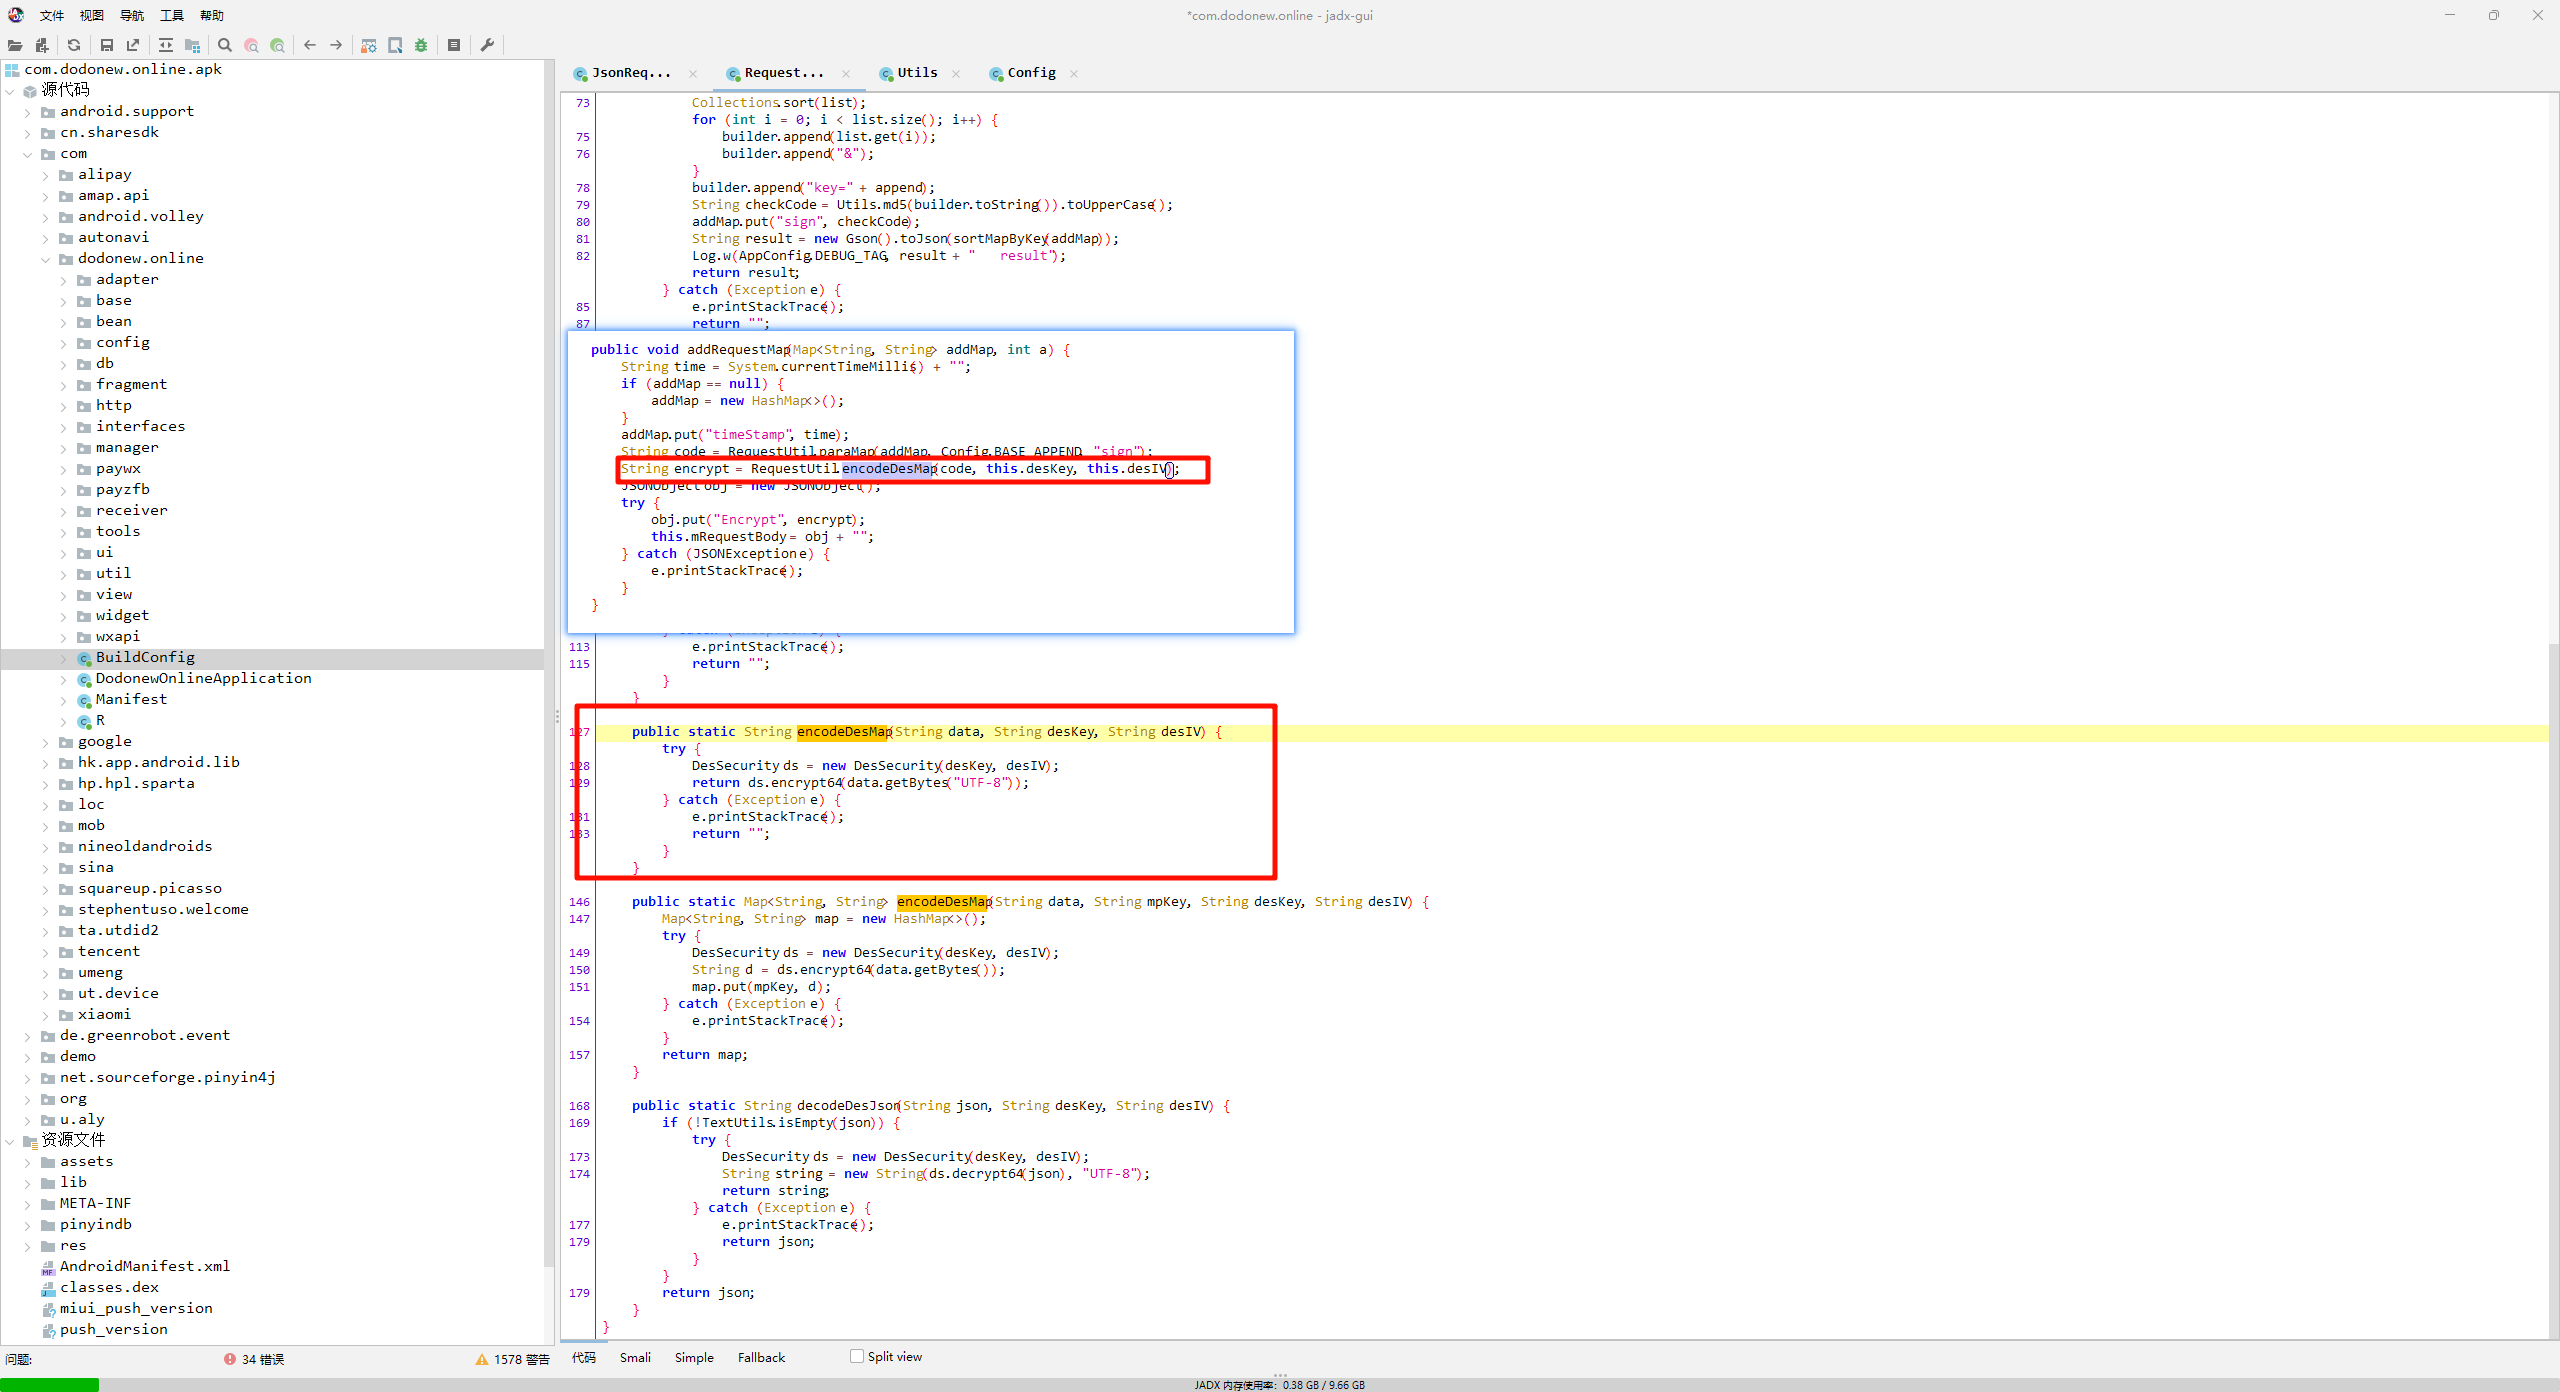 *com.dodonew.online - jadx-gui
文件 视图 导航 工具 帮助
com.dodonew.online.apk
源代码
android.support
cn.sharesdk
com
alipay
amap.api
android.volley
autonavi
dodonew.online
adapter
base
bean
config
db
fragment
http
interfaces
manager
paywx
payzfb
receiver
tools
ui
util
view
widget
wxapi
BuildConfig
DodonewOnlineApplication
Manifest
R
google
hk.app.android.lib
hp.hpl.sparta
loc
mob
nineoldandroids
sina
squareup.picasso
stephentuso.welcome
ta.utdid2
tencent
umeng
ut.device
xiaomi
de.greenrobot.event
demo
net.sourceforge.pinyin4j
org
u.aly
资源文件
assets
lib
META-INF
pinyindb
res
AndroidManifest.xml
classes.dex
miui_push_version
push_version
问题: 34 错误 1578 警告
JsonReq... Request... Utils Config
73 Collections.sort(list);
for (int i = 0; i < list.size(); i++) {
75 builder.append(list.get(i));
76 builder.append("&");
}
78 builder.append("key=" + append);
79 String checkCode = Utils.md5(builder.toString()).toUpperCase();
80 addMap.put("sign", checkCode);
81 String result = new Gson().toJson(sortMapByKey(addMap));
82 Log.w(AppConfig.DEBUG_TAG, result + "   result");
return result;
} catch (Exception e) {
85 e.printStackTrace();
87 return "";
public void addRequestMap(Map<String, String> addMap, int a) {
String time = System.currentTimeMillis() + "";
if (addMap == null) {
addMap = new HashMap<>();
}
addMap.put("timeStamp", time);
String code = RequestUtil.paraMap(addMap, Config.BASE_APPEND, "sign");
String encrypt = RequestUtil.encodeDesMap(code, this.desKey, this.desIV);
JSONObject obj = new JSONObject();
try {
obj.put("Encrypt", encrypt);
this.mRequestBody = obj + "";
} catch (JSONException e) {
e.printStackTrace();
}
}
113 e.printStackTrace();
115 return "";
}
}
127 public static String encodeDesMap(String data, String desKey, String desIV) {
try {
128 DesSecurity ds = new DesSecurity(desKey, desIV);
129 return ds.encrypt64(data.getBytes("UTF-8"));
} catch (Exception e) {
131 e.printStackTrace();
133 return "";
}
}
146 public static Map<String, String> encodeDesMap(String data, String mpKey, String desKey, String desIV) {
147 Map<String, String> map = new HashMap<>();
try {
149 DesSecurity ds = new DesSecurity(desKey, desIV);
150 String d = ds.encrypt64(data.getBytes());
151 map.put(mpKey, d);
} catch (Exception e) {
154 e.printStackTrace();
}
157 return map;
}
168 public static String decodeDesJson(String json, String desKey, String desIV) {
169 if (!TextUtils.isEmpty(json)) {
try {
173 DesSecurity ds = new DesSecurity(desKey, desIV);
174 String string = new String(ds.decrypt64(json), "UTF-8");
return string;
} catch (Exception e) {
177 e.printStackTrace();
179 return json;
}
}
179 return json;
}
}
代码 Smali Simple Fallback Split view
JADX 内存使用率: 0.38 GB / 9.66 GB